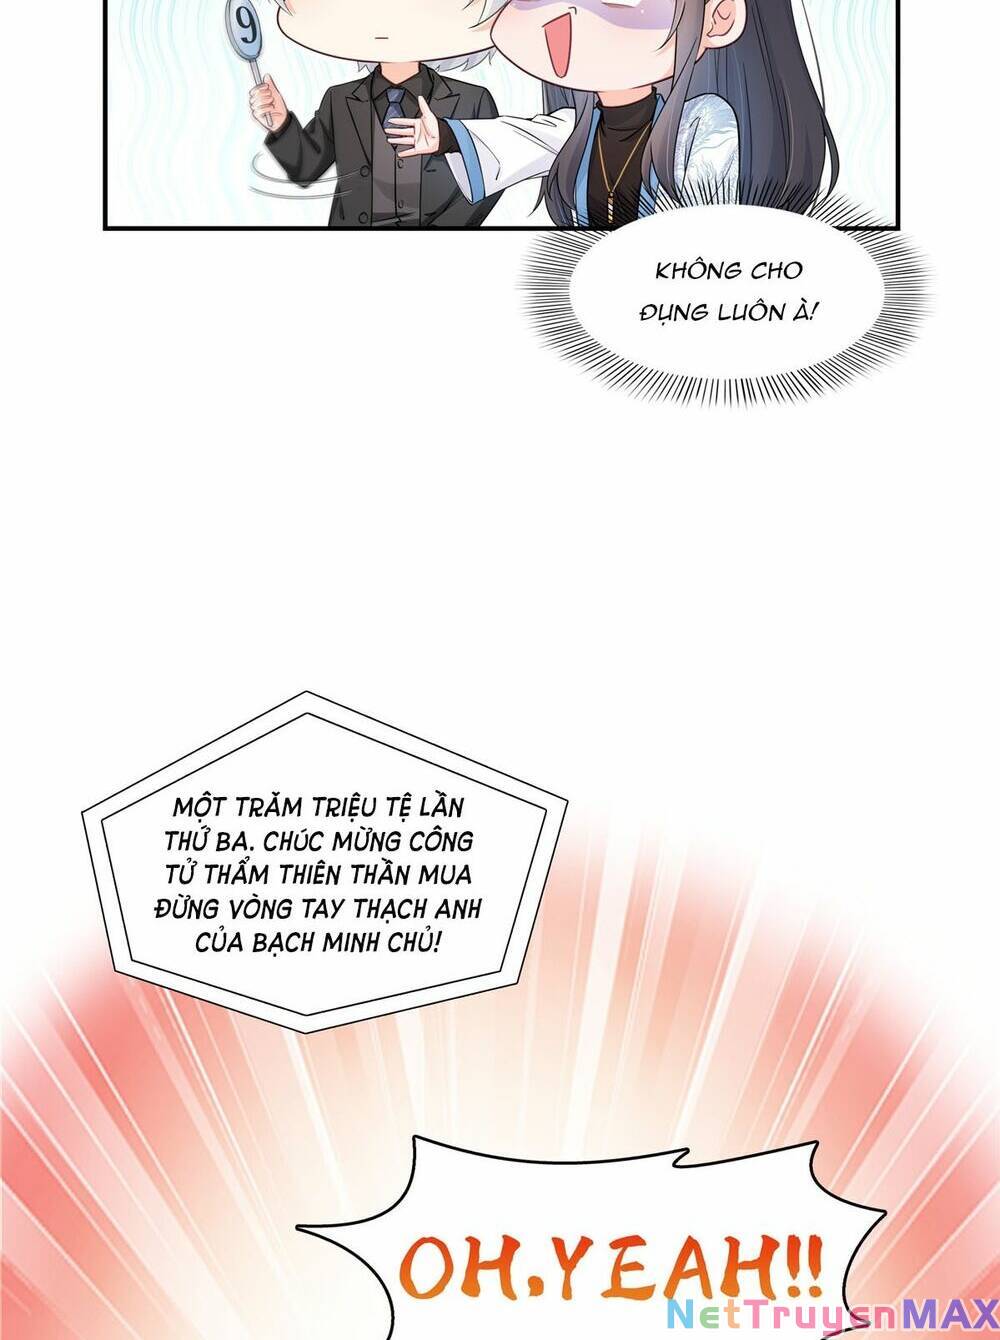 9
KHÔNG CHO
ĐỤNG LUÔN À!
MỘT TRĂM TRIỆU TỆ LẦN
THỨ BA. CHÚC MỪNG CÔNG
TỬ THẨM THIÊN THẦN MUA
ĐỪNG VÒNG TAY THẠCH ANH
CỦA BẠCH MINH CHỦ!
OH,YEAH!!
NETTRUYENMAX